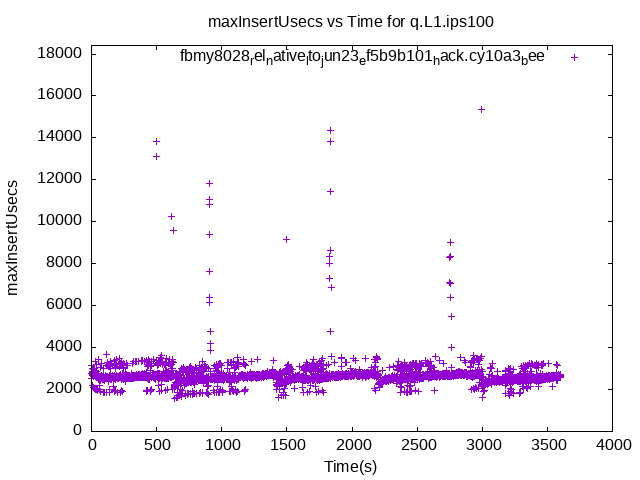 maxInsertUsecs vs Time for q.L1.ips100
fbmy8028relnativeltojun23ef5b9b101hack.cy10a3bee
18000
16000
14000
12000
10000
8000
6000
4000
2000
0
maxInsertUsecs
0 500 1000 1500 2000 2500 3000 3500 4000
Time(s)